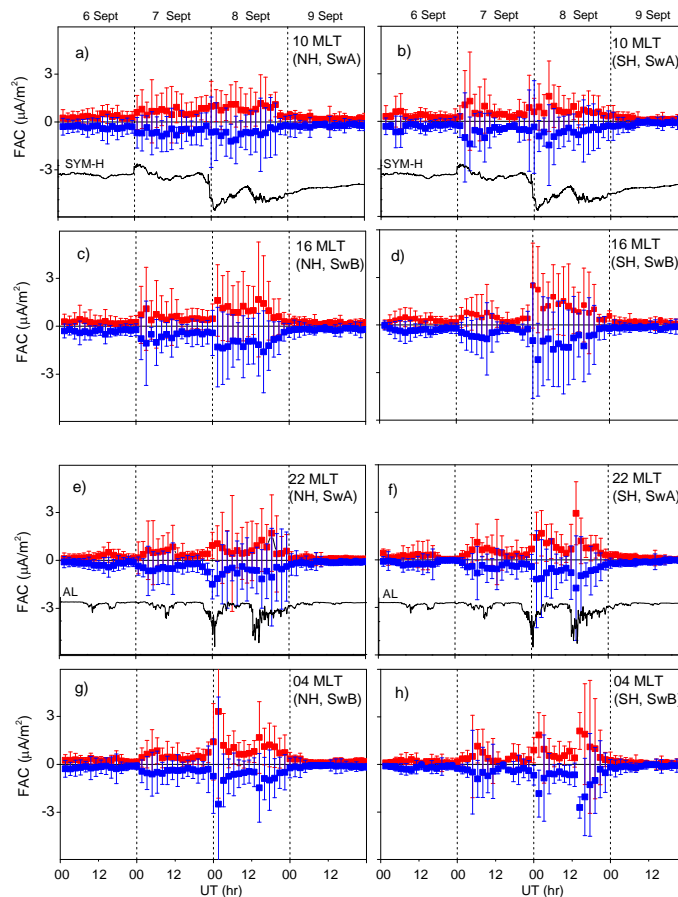 6 Sept 7 Sept 8 Sept 9 Sept 6 Sept 7 Sept 8 Sept 9 Sept
a) 10 MLT (NH, SwA)
b) 10 MLT (SH, SwA)
3
0
-3
FAC (μA/m²)
SYM-H
SYM-H
c) 16 MLT (NH, SwB)
d) 16 MLT (SH, SwB)
3
0
-3
FAC (μA/m²)
e) 22 MLT (NH, SwA)
f) 22 MLT (SH, SwA)
3
0
-3
FAC (μA/m²)
AL
AL
g) 04 MLT (NH, SwB)
h) 04 MLT (SH, SwB)
3
0
-3
FAC (μA/m²)
00 12 00 12 00 12 00 12 00 12 00 12 00 12 00 12
UT (hr) UT (hr)